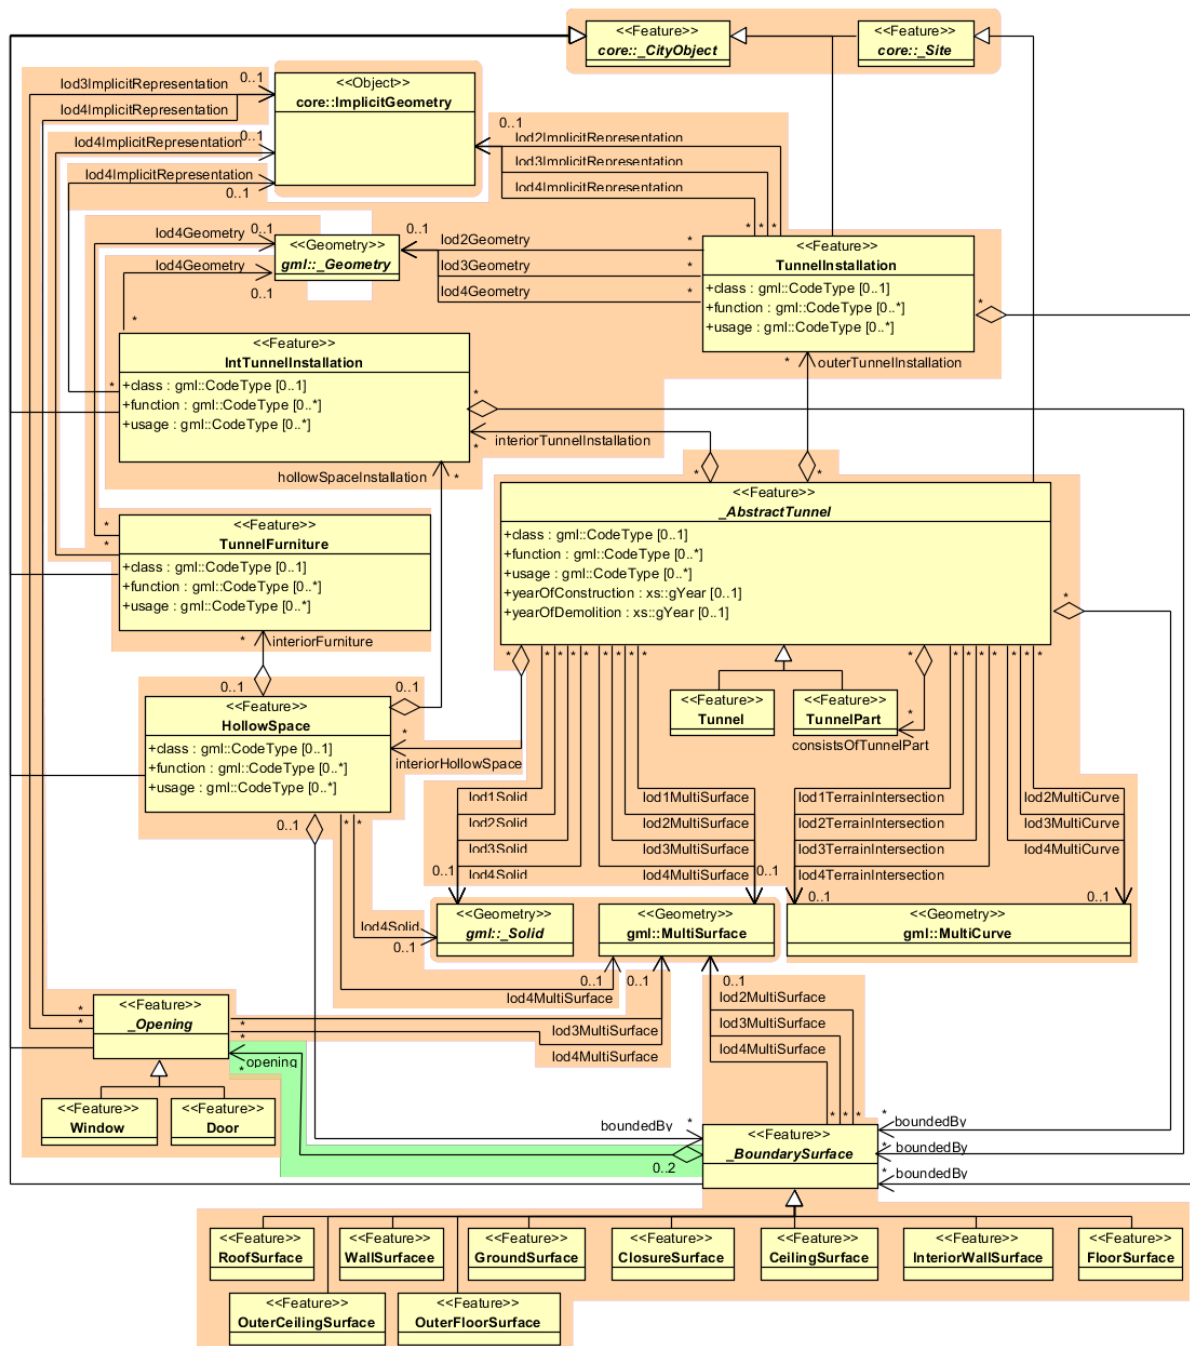 <<Feature>>
core::_CityObject
<<Feature>>
core::_Site
lod3ImplicitRepresentation
0..1
lod4ImplicitRepresentation
<<Object>>
core::ImplicitGeometry
lod4ImplicitRepresentation
0..1
lod4ImplicitRepresentation
0..1
0..1
lod2ImplicitRepresentation
lod3ImplicitRepresentation
lod4ImplicitRepresentation
* * *
lod4Geometry
0..1
lod4Geometry
0..1
<<Geometry>>
gml::_Geometry
0..1
lod2Geometry
*
lod3Geometry
*
lod4Geometry
*
<<Feature>>
TunnelInstallation
+class : gml::CodeType [0..1]
+function : gml::CodeType [0..*]
+usage : gml::CodeType [0..*]
*
*
<<Feature>>
IntTunnelInstallation
+class : gml::CodeType [0..1]
+function : gml::CodeType [0..*]
+usage : gml::CodeType [0..*]
*
*
*
interiorTunnelInstallation
*
* outerTunnelInstallation
*
hollowSpaceInstallation
*
<<Feature>>
_AbstractTunnel
+class : gml::CodeType [0..1]
+function : gml::CodeType [0..*]
+usage : gml::CodeType [0..*]
+yearOfConstruction : xs::gYear [0..1]
+yearOfDemolition : xs::gYear [0..1]
*
*
*
<<Feature>>
TunnelFurniture
+class : gml::CodeType [0..1]
+function : gml::CodeType [0..*]
+usage : gml::CodeType [0..*]
* interiorFurniture
0..1
0..1
* * * * * * * * * * * * * * * * *
<<Feature>>
HollowSpace
+class : gml::CodeType [0..1]
+function : gml::CodeType [0..*]
+usage : gml::CodeType [0..*]
*
interiorHollowSpace
<<Feature>>
Tunnel
<<Feature>>
TunnelPart
*
consistsOfTunnelPart
lod1Solid
lod2Solid
lod3Solid
lod4Solid
0..1
lod1MultiSurface
lod2MultiSurface
lod3MultiSurface
lod4MultiSurface
0..1
lod1TerrainIntersection
lod2TerrainIntersection
lod3TerrainIntersection
lod4TerrainIntersection
0..1
lod2MultiCurve
lod3MultiCurve
lod4MultiCurve
0..1
0..1
* *
lod4Solid
0..1
<<Geometry>>
gml::_Solid
<<Geometry>>
gml::MultiSurface
<<Geometry>>
gml::MultiCurve
0..1
lod4MultiSurface
0..1
0..1
lod2MultiSurface
lod3MultiSurface
lod4MultiSurface
* * *
<<Feature>>
_Opening
*
*
*
lod3MultiSurface
*
lod4MultiSurface
opening
*
<<Feature>>
Window
<<Feature>>
Door
boundedBy
*
0..2
<<Feature>>
_BoundarySurface
*
boundedBy
*
boundedBy
*
boundedBy
<<Feature>>
RoofSurface
<<Feature>>
WallSurfacee
<<Feature>>
GroundSurface
<<Feature>>
ClosureSurface
<<Feature>>
CeilingSurface
<<Feature>>
InteriorWallSurface
<<Feature>>
FloorSurface
<<Feature>>
OuterCeilingSurface
<<Feature>>
OuterFloorSurface